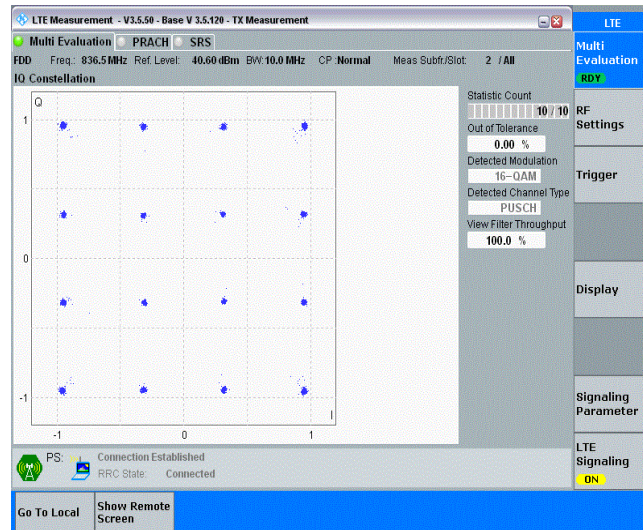 LTE Measurement - V3.5.50 - Base V 3.5.120 - TX Measurement
LTE
Multi Evaluation PRACH SRS
Multi
Evaluation
RDY
FDD Freq.: 836.5 MHz Ref. Level: 40.60 dBm BW: 10.0 MHz CP : Normal Meas Subfr./Slot: 2 / All
IQ Constellation
Q
1
0
-1
-1 0 1
I
Statistic Count
10 / 10
Out of Tolerance
0.00 %
Detected Modulation
16-QAM
Detected Channel Type
PUSCH
View Filter Throughput
100.0 %
RF
Settings
Trigger
Display
Signaling
Parameter
LTE
Signaling
ON
PS: Connection Established
RRC State: Connected
Go To Local
Show Remote
Screen